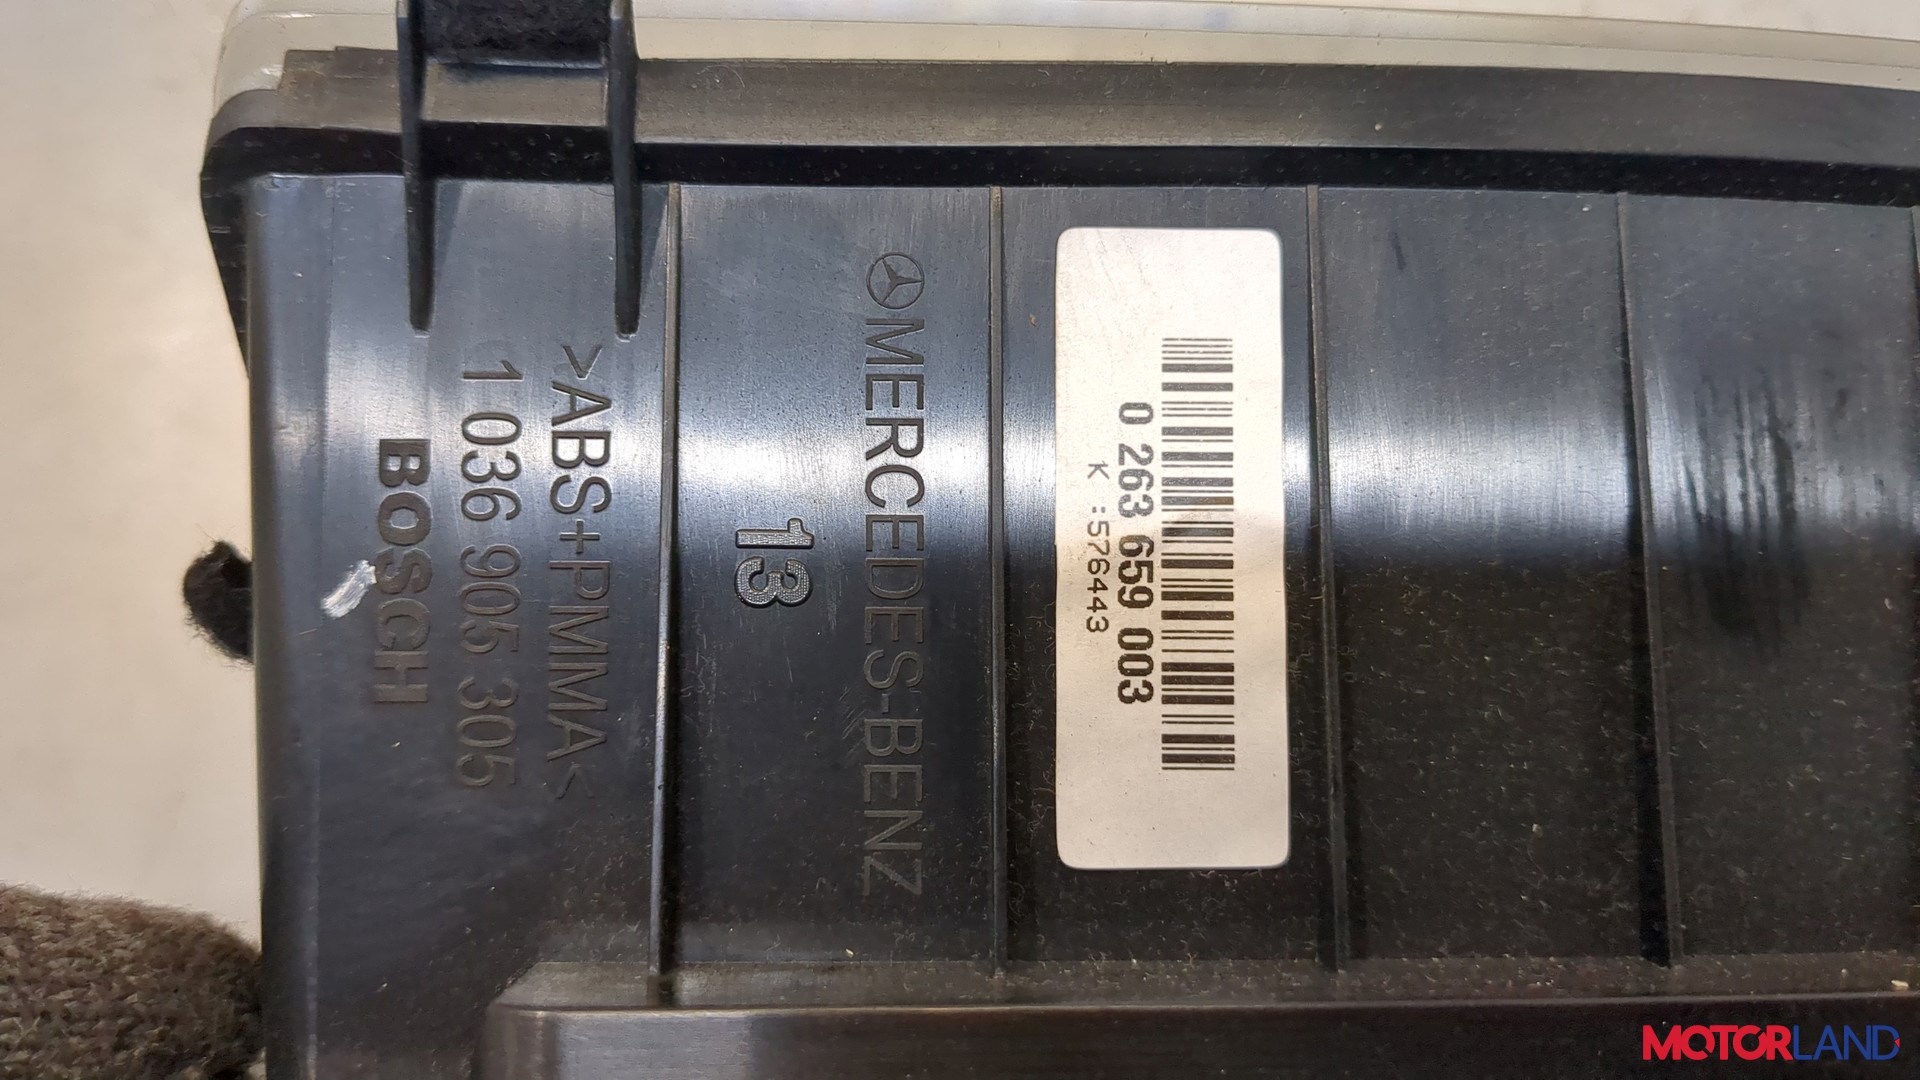 MERCEDES-BENZ
13
>ABS+PMMA<
1 036 905 305
BOSCH
0 263 659 003
K :576443
MOTORLAND